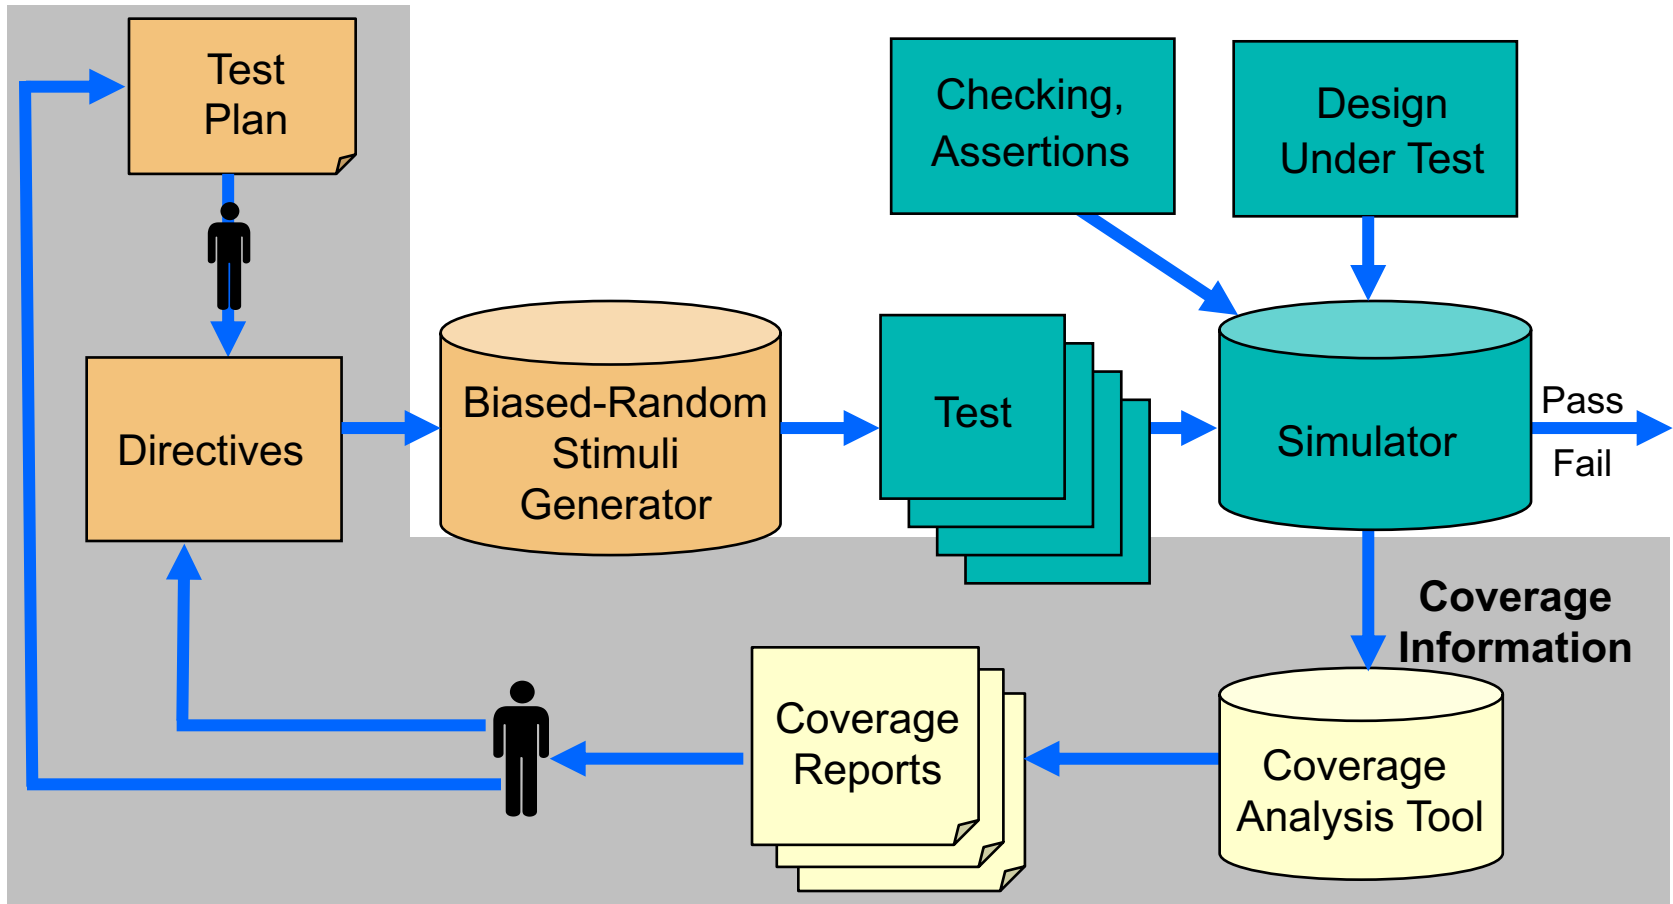 Test
Plan
Checking,
Assertions
Design
Under Test
Directives
Biased-Random
Stimuli
Generator
Test
Simulator
Pass
Fail
Coverage
Information
Coverage
Reports
Coverage
Analysis Tool